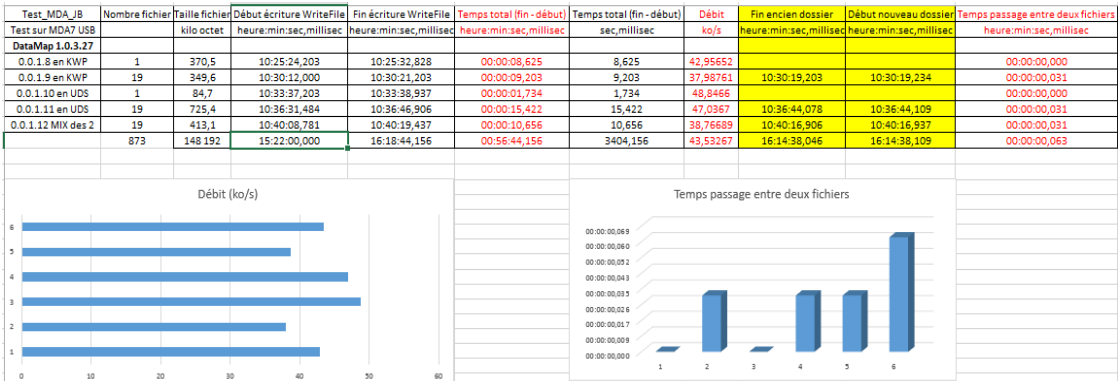 Test_MDA_JB Nombre fichier Taille fichier Début écriture WriteFile Fin écriture WriteFile Temps total (fin - début) Temps total (fin - début) Débit Fin encien dossier Début nouveau dossier Temps passage entre deux fichiers
Test sur MDA7 USB kilo octet heure:min:sec,millisec heure:min:sec,millisec heure:min:sec,millisec sec,millisec ko/s heure:min:sec,millisec heure:min:sec,millisec heure:min:sec,millisec
DataMap 1.0.3.27
0.0.1.8 en KWP 1 370,5 10:25:24,203 10:25:32,828 00:00:08,625 8,625 42,95652 00:00:00,000
0.0.1.9 en KWP 19 349,6 10:30:12,000 10:30:21,203 00:00:09,203 9,203 37,98761 10:30:19,203 10:30:19,234 00:00:00,031
0.0.1.10 en UDS 1 84,7 10:33:37,203 10:33:38,937 00:00:01,734 1,734 48,8466 00:00:00,000
0.0.1.11 en UDS 19 725,4 10:36:31,484 10:36:46,906 00:00:15,422 15,422 47,0367 10:36:44,078 10:36:44,109 00:00:00,031
0.0.1.12 MIX des 2 19 413,1 10:40:08,781 10:40:19,437 00:00:10,656 10,656 38,76689 10:40:16,906 10:40:16,937 00:00:00,031
873 148 192 15:22:00,000 16:18:44,156 00:56:44,156 3404,156 43,53267 16:14:38,046 16:14:38,109 00:00:00,063
Débit (ko/s)
6
5
4
3
2
1
0 10 20 30 40 50 60
Temps passage entre deux fichiers
00:00:00,069
00:00:00,060
00:00:00,052
00:00:00,043
00:00:00,035
00:00:00,026
00:00:00,017
00:00:00,009
00:00:00,000
1 2 3 4 5 6